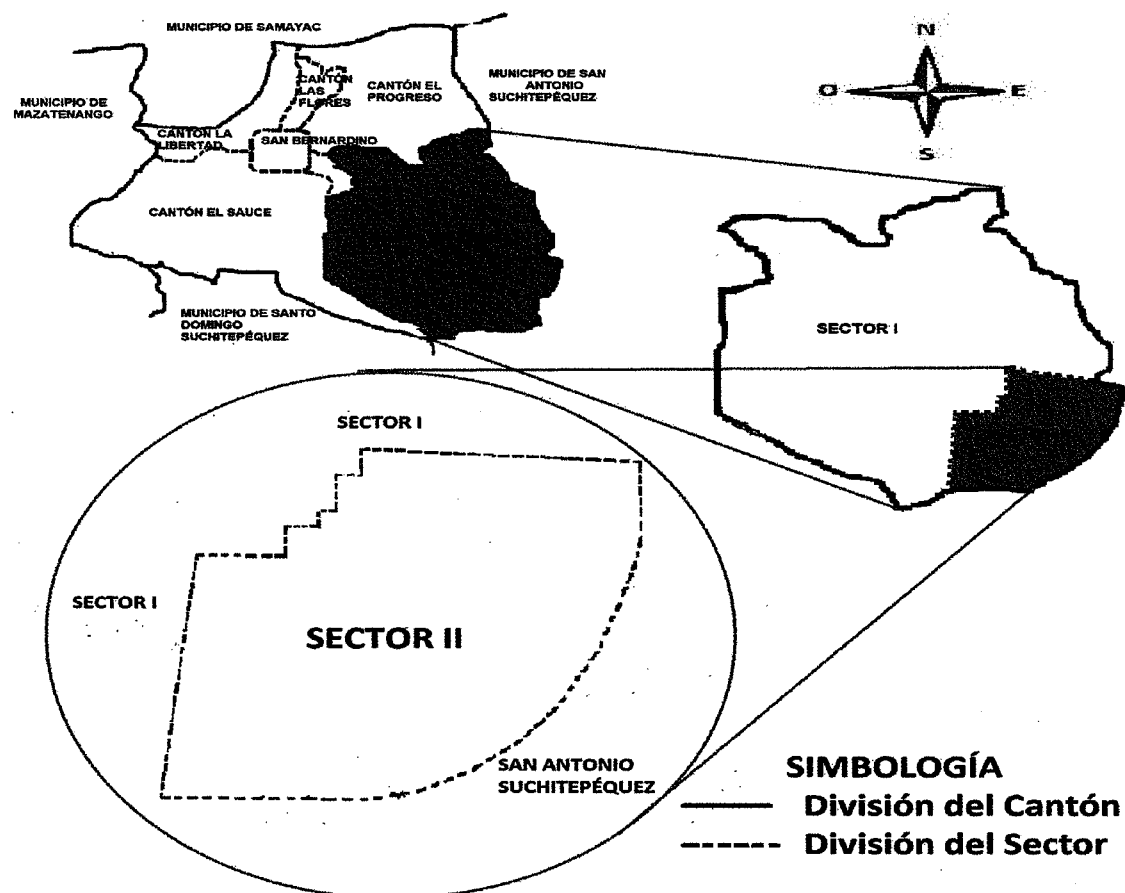 MUNICIPIO DE SAMAYAC
N
CANTÓN
LAS
FLORES
CANTÓN EL
PROGRESO
MUNICIPIO DE SAN
ANTONIO
SUCHITEPÉQUEZ
O
E
MUNICIPIO DE
MAZATENANGO
CANTÓN LA
LIBERTAD
SAN BERNARDINO
S
CANTÓN EL SAUCE
MUNICIPIO DE SANTO
DOMINGO
SUCHITEPÉQUEZ
SECTOR I
SECTOR I
SECTOR I
SECTOR II
SAN ANTONIO
SUCHITEPÉQUEZ
SIMBOLOGÍA
División del Cantón
División del Sector